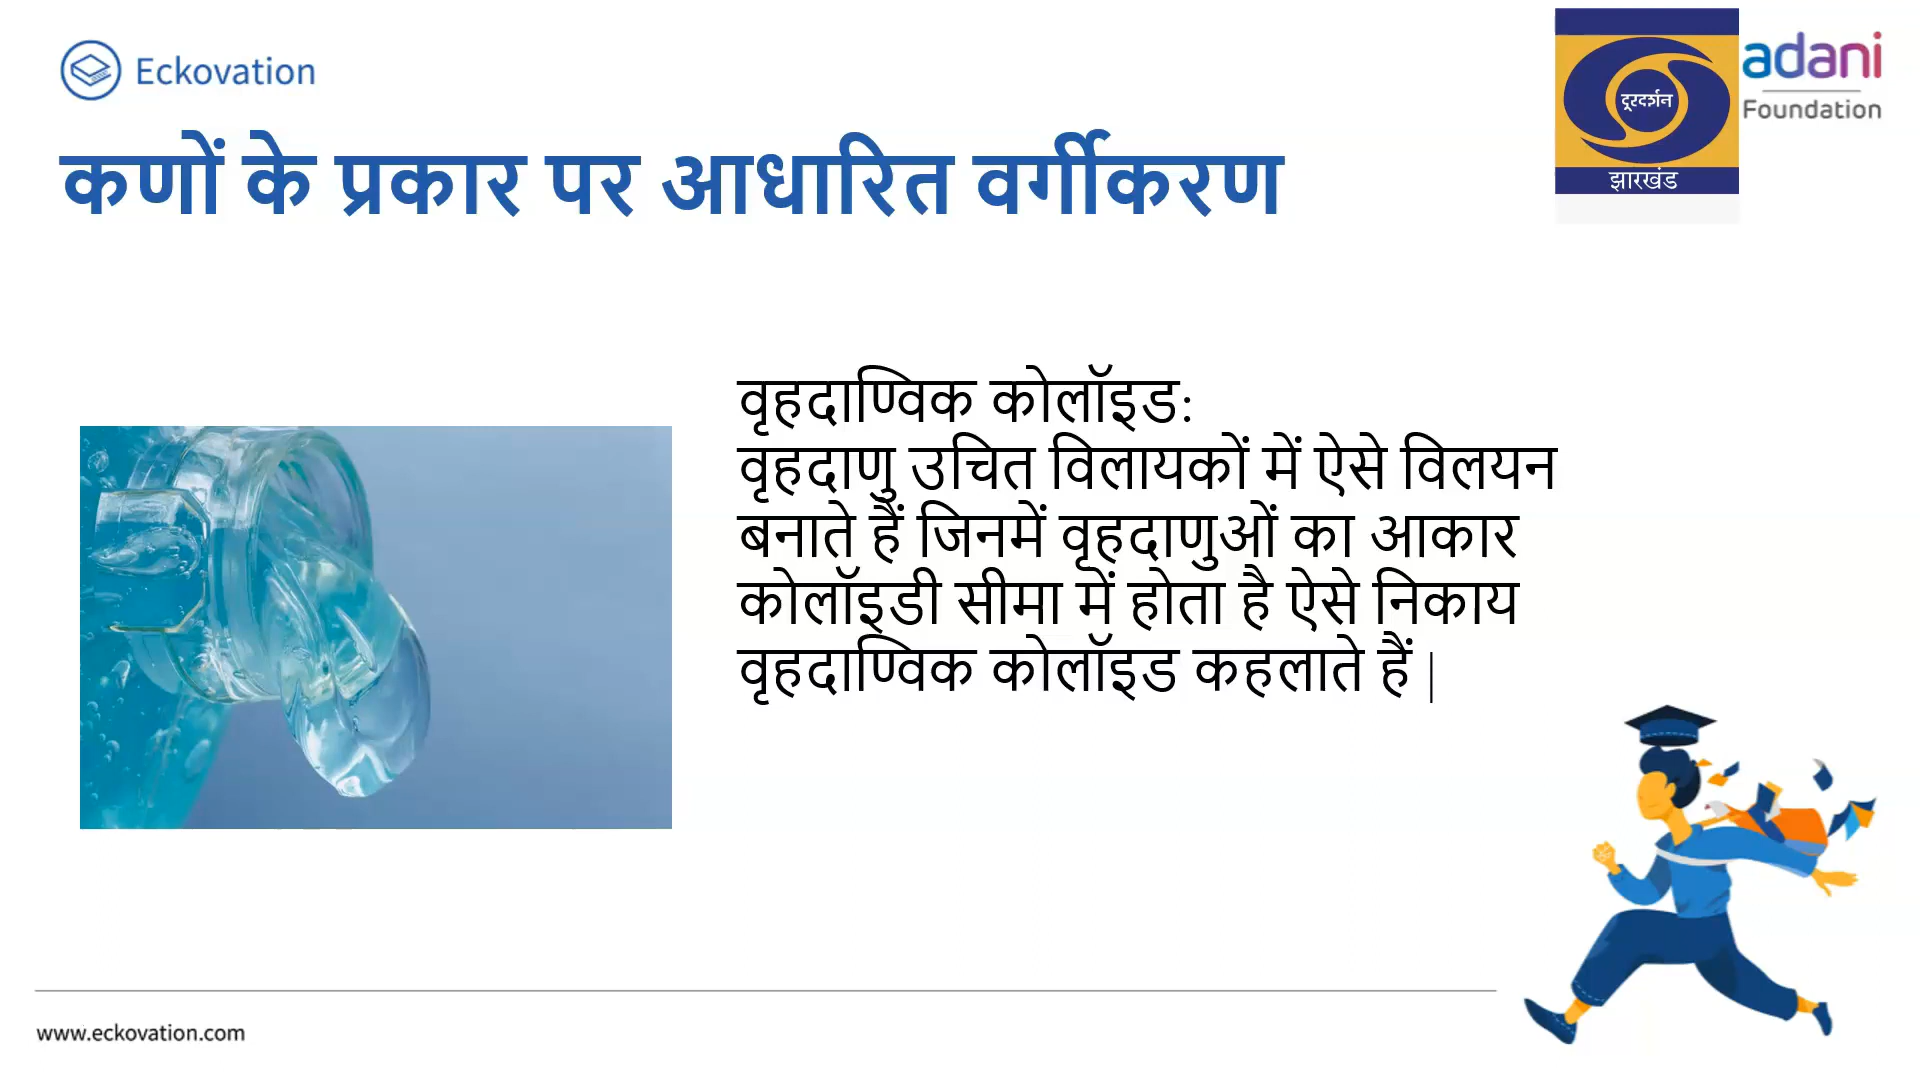 Eckovation
दूरदर्शन
झारखंड
adani
Foundation
कणों के प्रकार पर आधारित वर्गीकरण
वृहदाण्विक कोलॉइडः
वृहदाणु उचित विलायकों में ऐसे विलयन
बनाते हैं जिनमें वृहदाणुओं का आकार
कोलॉइडी सीमा में होता है ऐसे निकाय
वृहदाण्विक कोलॉइड कहलाते हैं |
www.eckovation.com